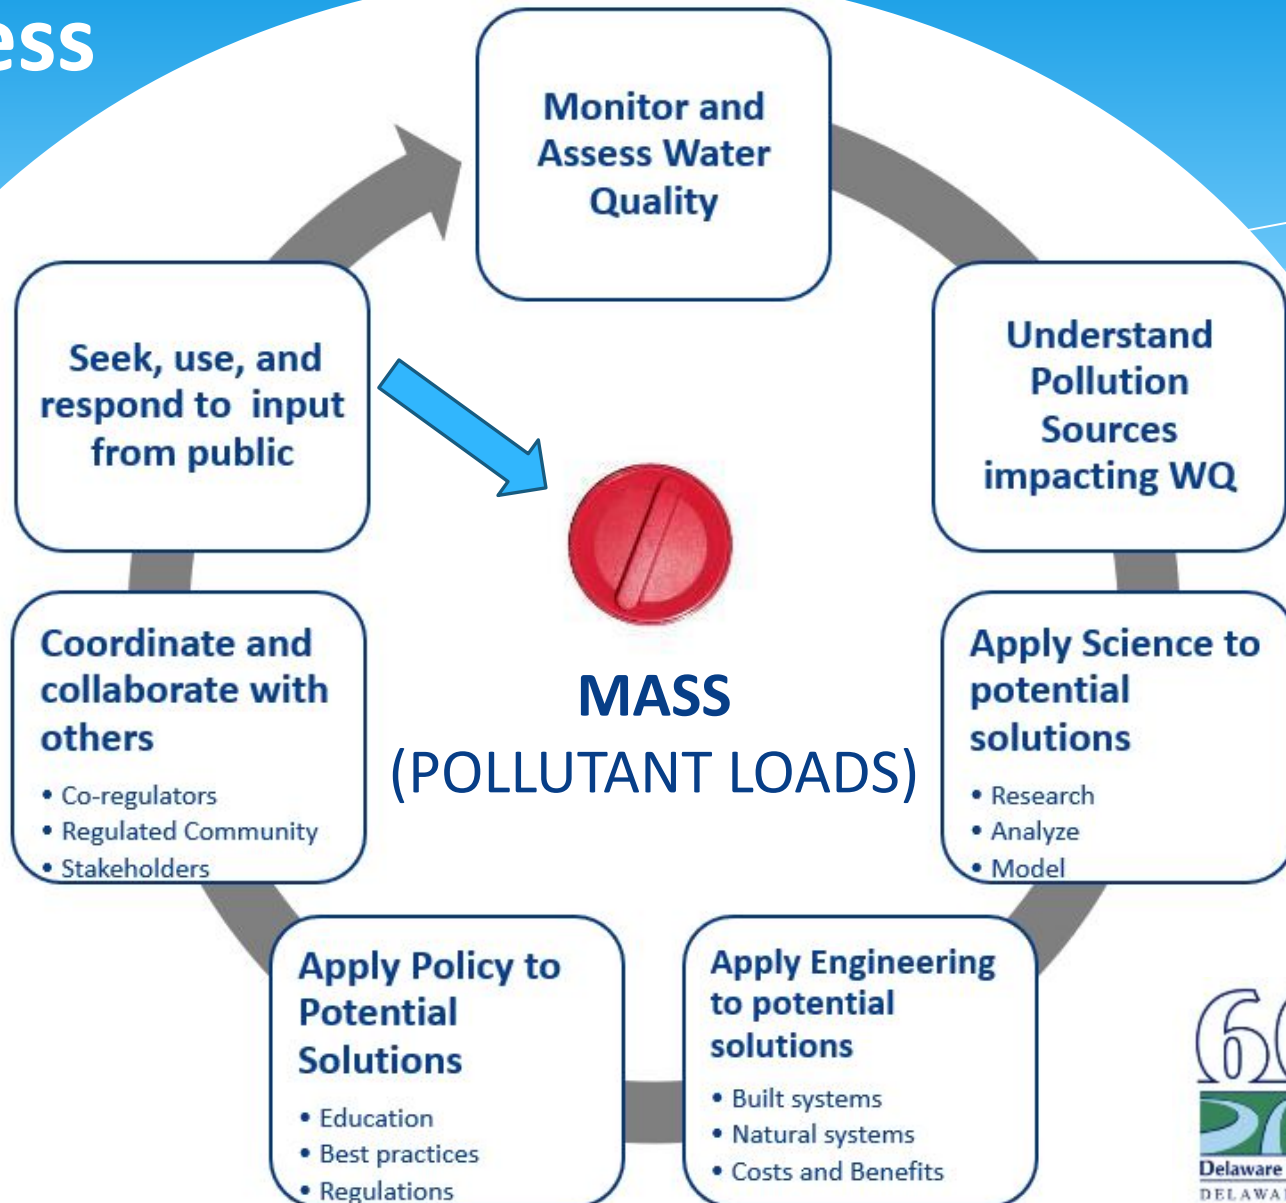 ess
Monitor and
Assess Water
Quality
Understand
Pollution
Sources
impacting WQ
Apply Science to
potential
solutions
• Research
• Analyze
• Model
Apply Engineering
to potential
solutions
• Built systems
• Natural systems
• Costs and Benefits
Apply Policy to
Potential
Solutions
• Education
• Best practices
• Regulations
Coordinate and
collaborate with
others
• Co-regulators
• Regulated Community
• Stakeholders
Seek, use, and
respond to input
from public
MASS
(POLLUTANT LOADS)
60
Delaware
DELAWA